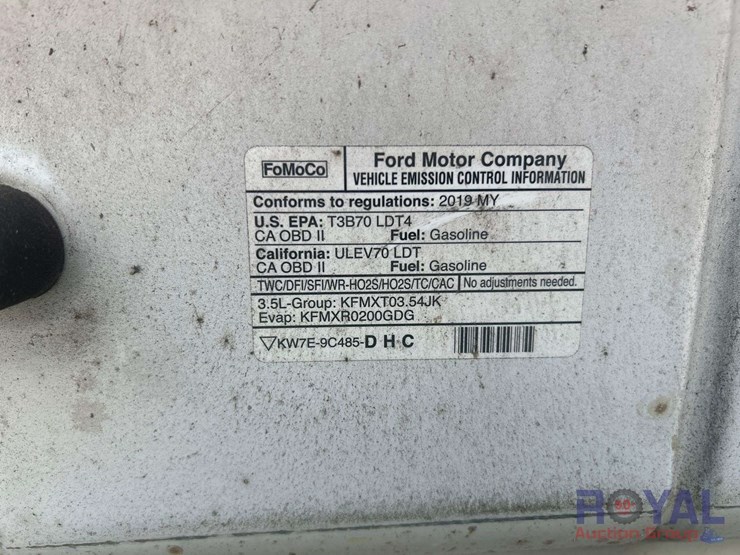 FoMoCo
Ford Motor Company
VEHICLE EMISSION CONTROL INFORMATION
Conforms to regulations: 2019 MY
U.S. EPA: T3B70 LDT4
CA OBD II Fuel: Gasoline
California: ULEV70 LDT
CA OBD II Fuel: Gasoline
TWC/DFI/SFI/WR-HO2S/HO2S/TC/CAC No adjustments needed.
3.5L-Group: KFMXT03.54JK
Evap: KFMXR0200GDG
KW7E-9C485-D H C
ROYAL
Auction Group